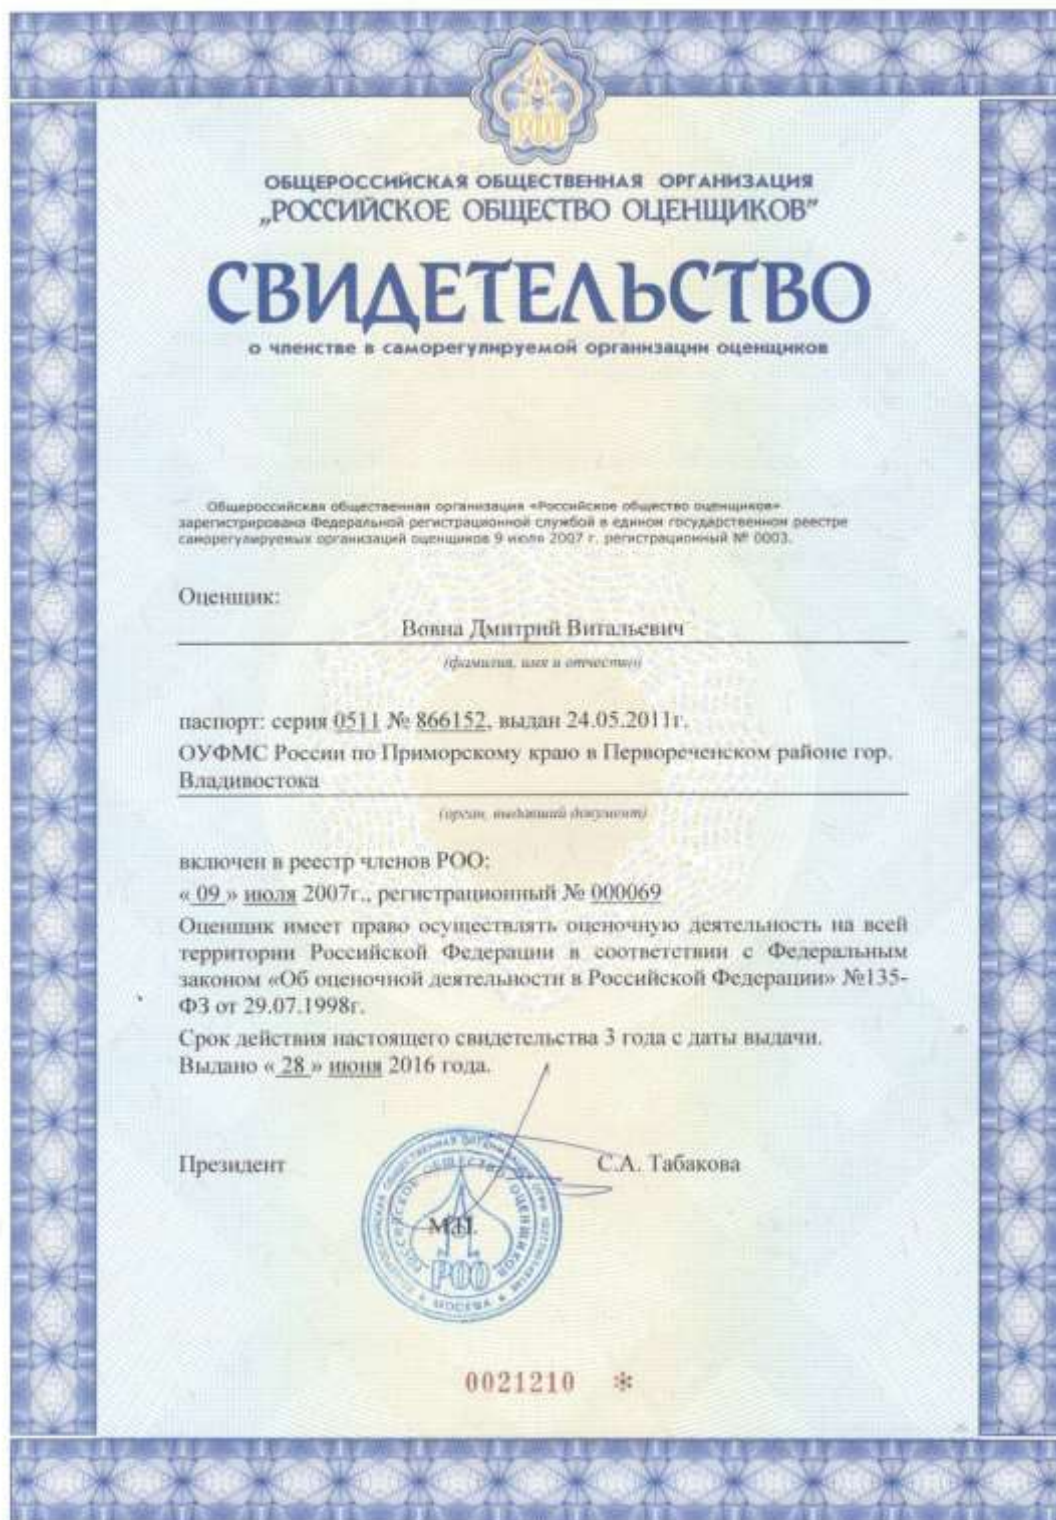 РОО
ОБЩЕРОССИЙСКАЯ ОБЩЕСТВЕННАЯ ОРГАНИЗАЦИЯ
„РОССИЙСКОЕ ОБЩЕСТВО ОЦЕНЩИКОВ”
СВИДЕТЕЛЬСТВО
о членстве в саморегулируемой организации оценщиков
Общероссийская общественная организация «Российское общество оценщиков»
зарегистрирована Федеральной регистрационной службой в едином государственном реестре
саморегулируемых организаций оценщиков 9 июля 2007 г. регистрационный № 0003.
Оценщик:
Вовна Дмитрий Витальевич
(фамилия, имя и отчество)
паспорт: серия 0511 № 866152, выдан 24.05.2011г.
ОУФМС России по Приморскому краю в Первореченском районе гор.
Владивостока
(орган, выдавший документ)
включен в реестр членов РОО:
« 09 » июля 2007г., регистрационный № 000069
Оценщик имеет право осуществлять оценочную деятельность на всей
территории Российской Федерации в соответствии с Федеральным
законом «Об оценочной деятельности в Российской Федерации» №135-
ФЗ от 29.07.1998г.
Срок действия настоящего свидетельства 3 года с даты выдачи.
Выдано « 28 » июня 2016 года.
Президент
С.А. Табакова
М.П.
РОССИЙСКОЕ ОБЩЕСТВО ОЦЕНЩИКОВ
РОО
МОСКВА
0021210 *